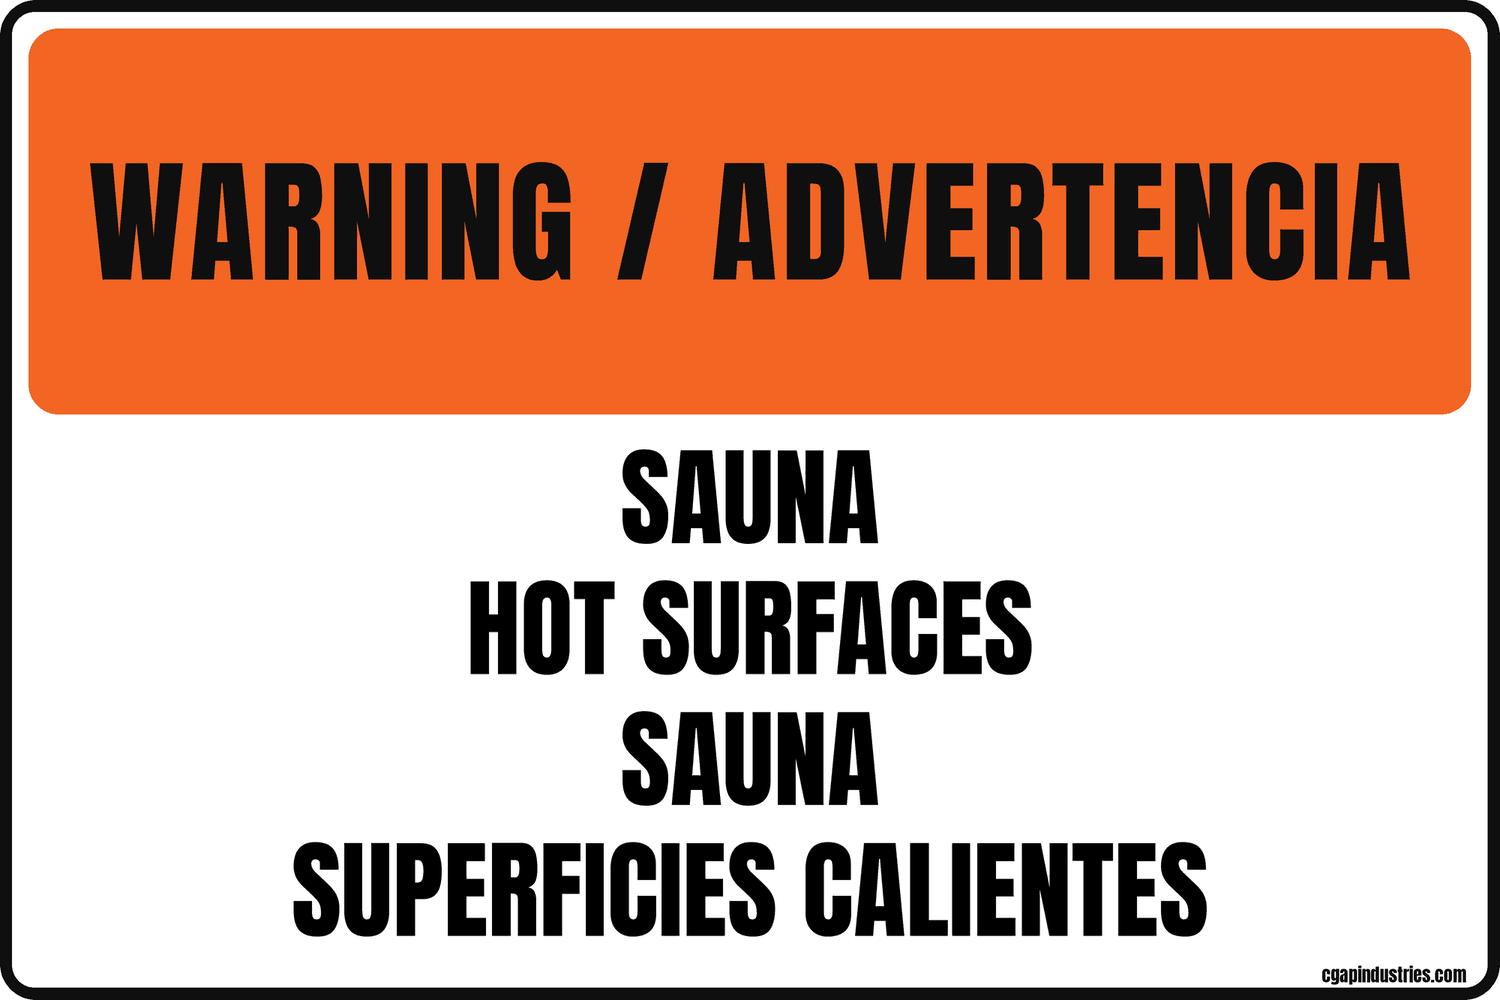 WARNING / ADVERTENCIA
SAUNA
HOT SURFACES
SAUNA
SUPERFICIES CALIENTES
cgapindustries.com